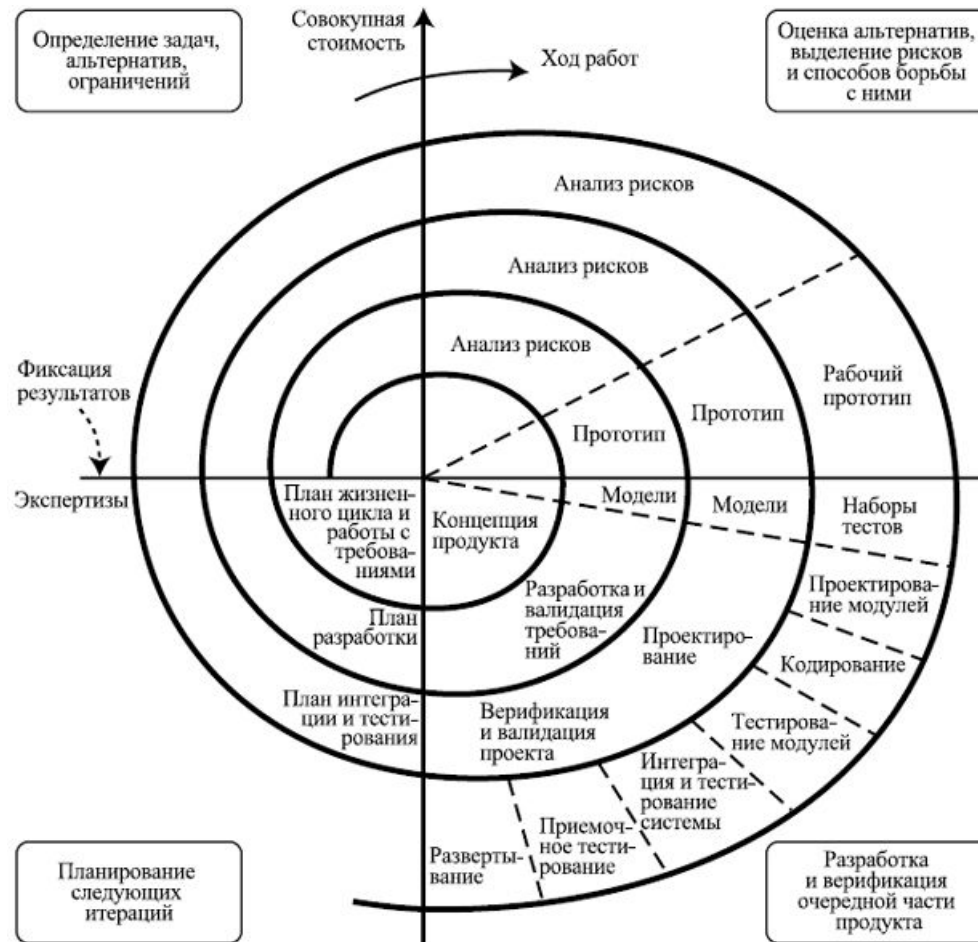 Определение задач,
альтернатив,
ограничений
Совокупная
стоимость
Ход работ
Оценка альтернатив,
выделение рисков
и способов борьбы
с ними
Анализ рисков
Анализ рисков
Анализ рисков
Фиксация
результатов
Экспертизы
Прототип
Прототип
Рабочий
прототип
План жизнен-
ного цикла и
работы с
требова-
ниями
Концепция
продукта
Модели
Модели
Наборы
тестов
План
разработки
Разработка и
валидация
требова-
ний
Проектиро-
вание
Проектирова-
ние модулей
Кодирование
Тестирова-
ние модулей
План интегра-
ции и тести-
рования
Верификация
и валидация
проекта
Интегра-
ция и тести-
рование
системы
Приемоч-
ное тести-
рование
Разверты-
вание
Планирование
следующих
итераций
Разработка
и верификация
очередной части
продукта